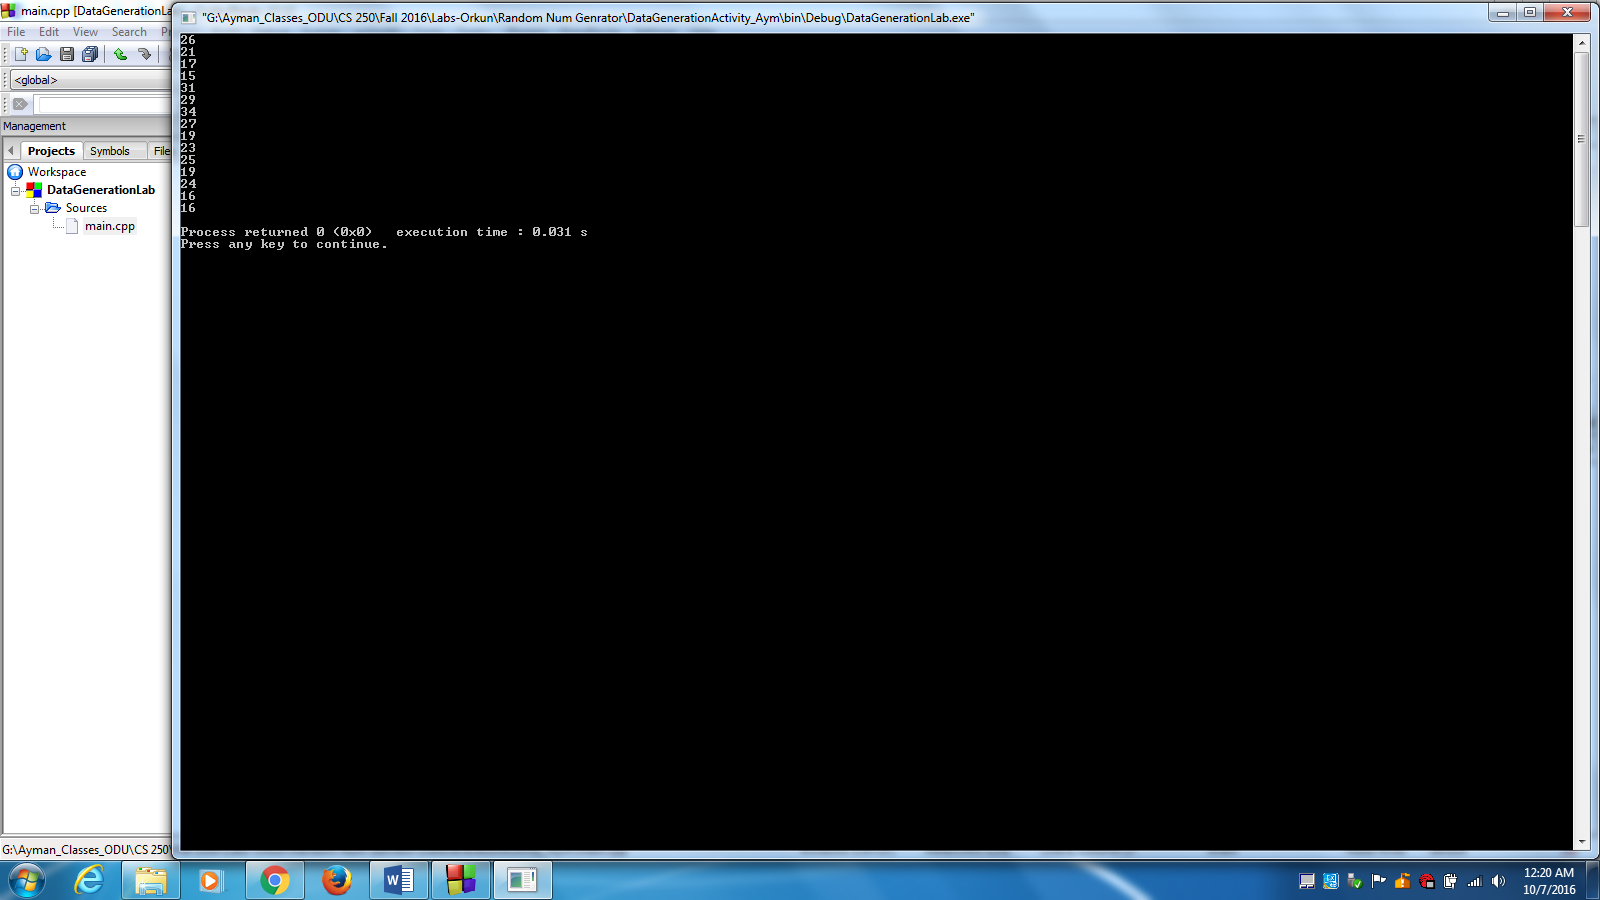 main.cpp [DataGenerationLa
"G:\Ayman_Classes_ODU\CS 250\Fall 2016\Labs-Orkun\Random Num Genrator\DataGenerationActivity_Aym\bin\Debug\DataGenerationLab.exe"
File Edit View Search Pr
<global>
Management
Projects Symbols File
Workspace
DataGenerationLab
Sources
main.cpp
26
21
17
15
31
29
34
27
19
23
25
19
24
16
16
Process returned 0 (0x0) execution time : 0.031 s
Press any key to continue.
G:\Ayman_Classes_ODU\CS 250\
12:20 AM
10/7/2016